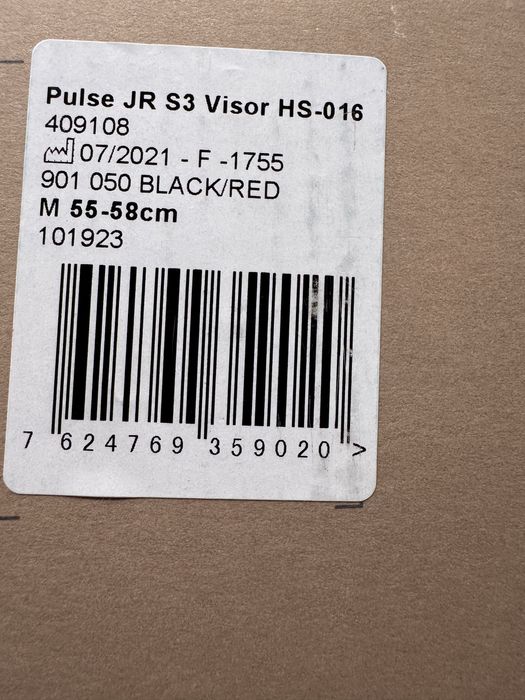 Pulse JR S3 Visor HS-016
409108
07/2021 - F -1755
901 050 BLACK/RED
M 55-58cm
101923
7 624769 359020 >